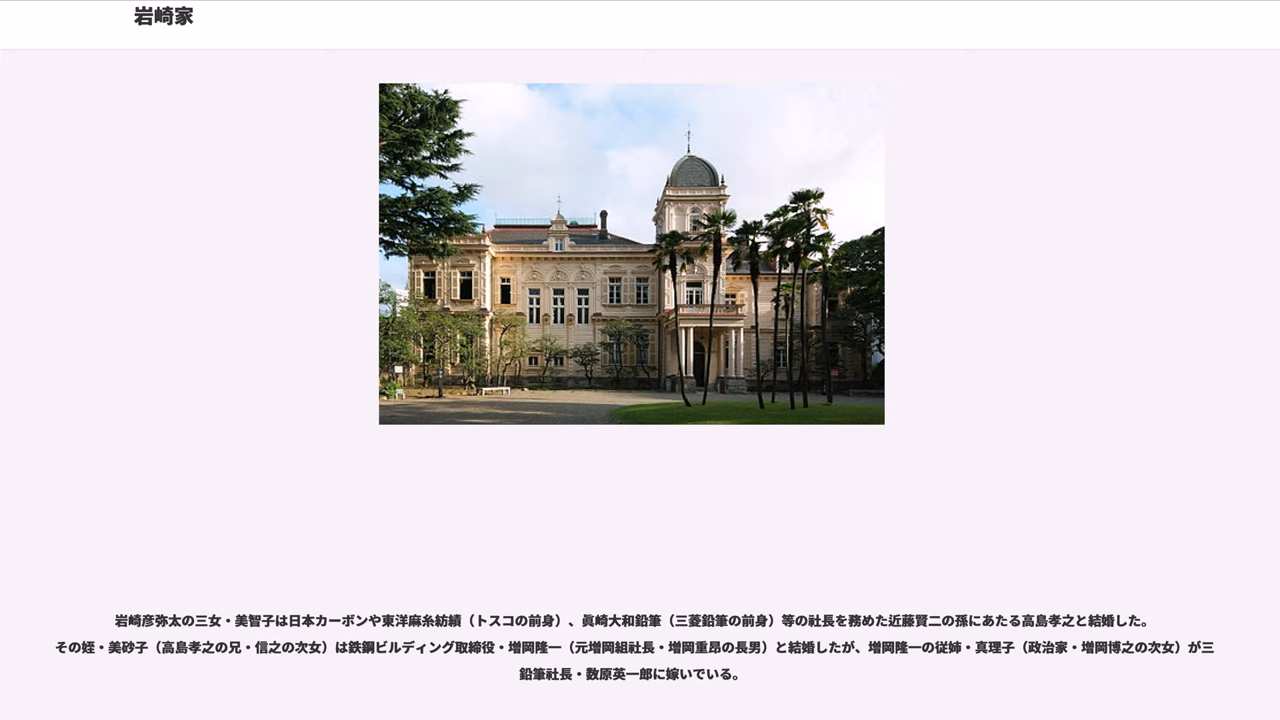 岩崎家
岩崎彦弥太の三女・美智子は日本カーボンや東洋麻糸紡績（トスコの前身）、眞崎大和鉛筆（三菱鉛筆の前身）等の社長を務めた近藤賢二の孫にあたる高島孝之と結婚した。
その姪・美砂子（高島孝之の兄・信之の次女）は鉄鋼ビルディング取締役・増岡隆一（元増岡組社長・増岡重昂の長男）と結婚したが、増岡隆一の従姉・真理子（政治家・増岡博之の次女）が三
鉛筆社長・数原英一郎に嫁いでいる。